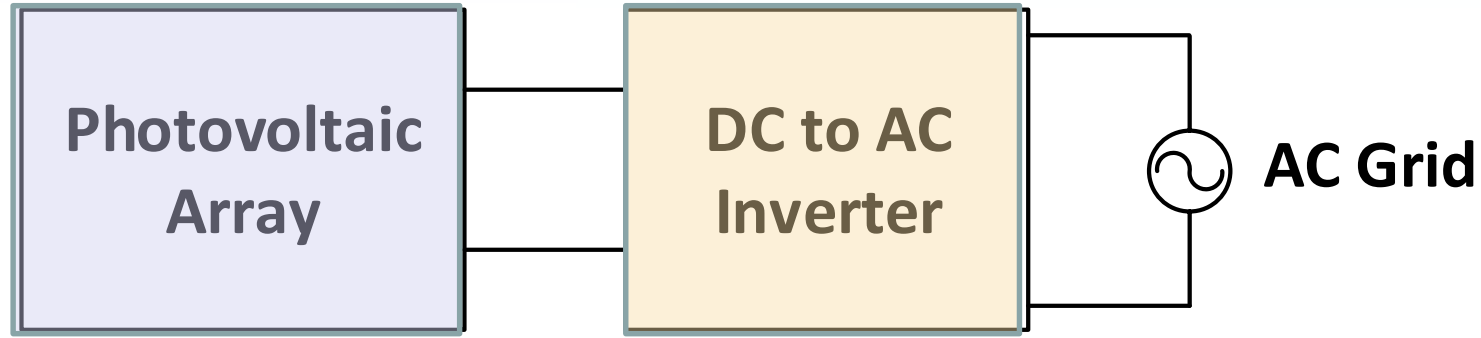 Photovoltaic
Array
DC to AC
Inverter
AC Grid